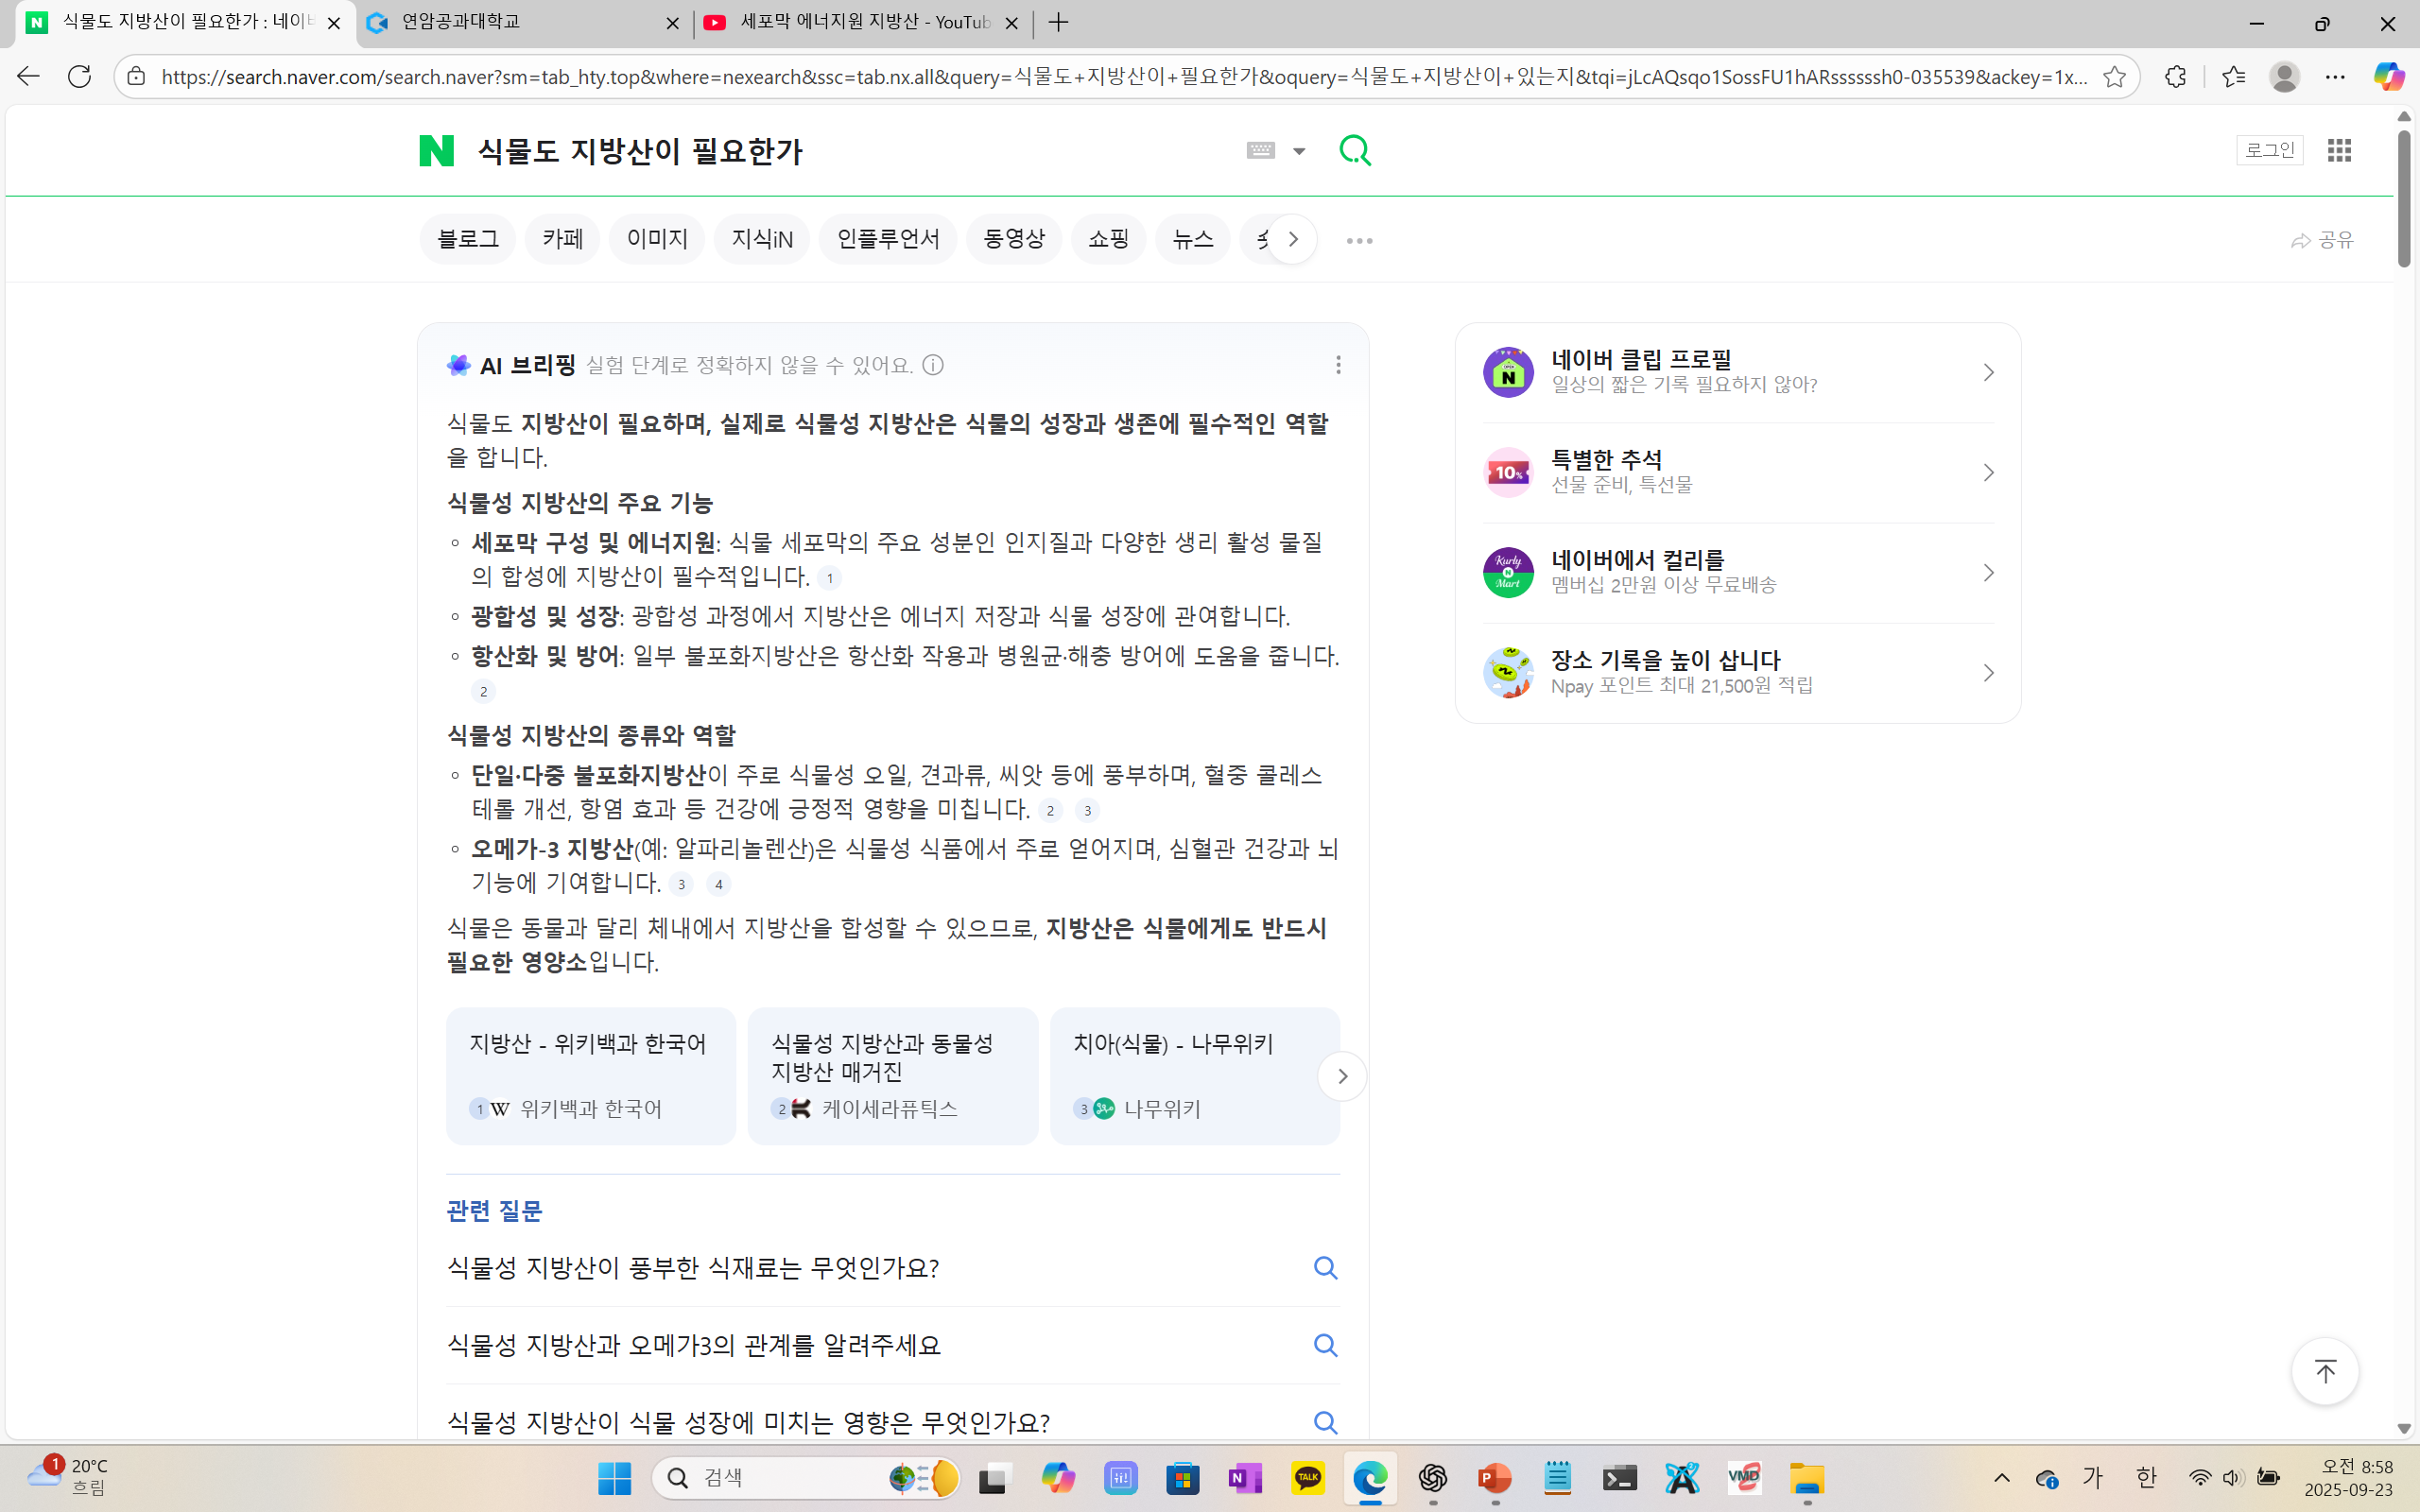 식물도 지방산이 필요한가 : 네이버
연암공과대학교
세포막 에너지원 지방산 - YouTub
https://search.naver.com/search.naver?sm=tab_hty.top&where=nexearch&ssc=tab.nx.all&query=식물도+지방산이+필요한가&oquery=식물도+지방산이+있는지&tqi=jLcAQsqo1SossFU1hARssssssh0-035539&ackey=1x...
식물도 지방산이 필요한가
로그인
블로그 카페 이미지 지식iN 인플루언서 동영상 쇼핑 뉴스
공유
AI 브리핑 실험 단계로 정확하지 않을 수 있어요.
식물도 지방산이 필요하며, 실제로 식물성 지방산은 식물의 성장과 생존에 필수적인 역할
을 합니다.
식물성 지방산의 주요 기능
세포막 구성 및 에너지원: 식물 세포막의 주요 성분인 인지질과 다양한 생리 활성 물질
의 합성에 지방산이 필수적입니다. 1
광합성 및 성장: 광합성 과정에서 지방산은 에너지 저장과 식물 성장에 관여합니다.
항산화 및 방어: 일부 불포화지방산은 항산화 작용과 병원균·해충 방어에 도움을 줍니다.
2
식물성 지방산의 종류와 역할
단일·다중 불포화지방산이 주로 식물성 오일, 견과류, 씨앗 등에 풍부하며, 혈중 콜레스
테롤 개선, 항염 효과 등 건강에 긍정적 영향을 미칩니다. 2 3
오메가-3 지방산(예: 알파리놀렌산)은 식물성 식품에서 주로 얻어지며, 심혈관 건강과 뇌
기능에 기여합니다. 3 4
식물은 동물과 달리 체내에서 지방산을 합성할 수 있으므로, 지방산은 식물에게도 반드시
필요한 영양소입니다.
지방산 - 위키백과 한국어
1 W 위키백과 한국어
식물성 지방산과 동물성
지방산 매거진
2 케이세라퓨틱스
치아(식물) - 나무위키
3 나무위키
관련 질문
식물성 지방산이 풍부한 식재료는 무엇인가요?
식물성 지방산과 오메가3의 관계를 알려주세요
식물성 지방산이 식물 성장에 미치는 영향은 무엇인가요?
네이버 클립 프로필
일상의 짧은 기록 필요하지 않아?
10%
특별한 추석
선물 준비, 특선물
Kurly
N
Mart
네이버에서 컬리를
멤버십 2만원 이상 무료배송
장소 기록을 높이 삽니다
Npay 포인트 최대 21,500원 적립
1
20°C
흐림
검색
TALK
VMD
가
한
오전 8:58
2025-09-23